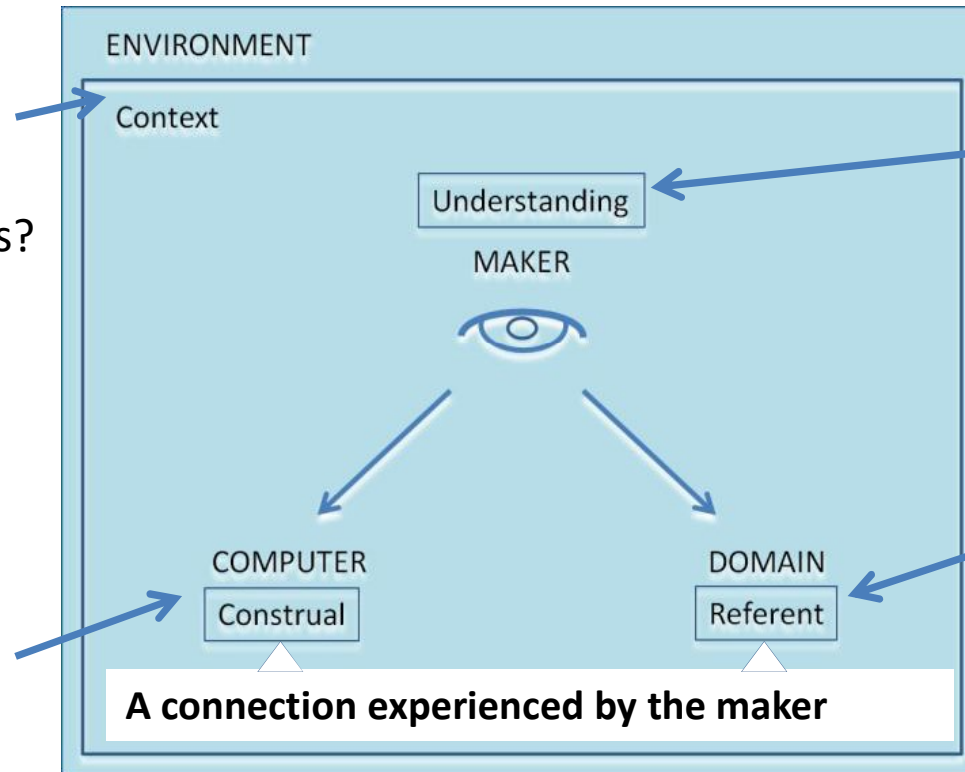 ENVIRONMENT
Context
s?
Understanding
MAKER
COMPUTER
DOMAIN
Construal
Referent
A connection experienced by the maker